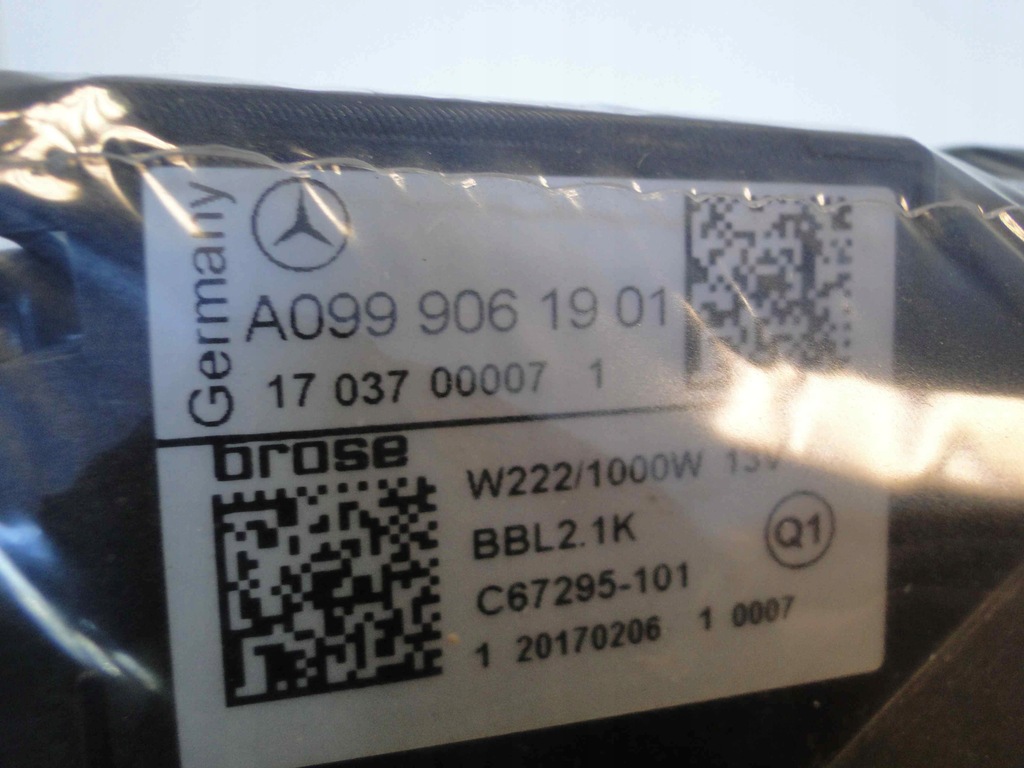 Germany
A099 906 19 01
17 037 00007 1
brose
W222/1000W 13V
BBL2.1K
Q1
C67295-101
1 20170206 1 0007